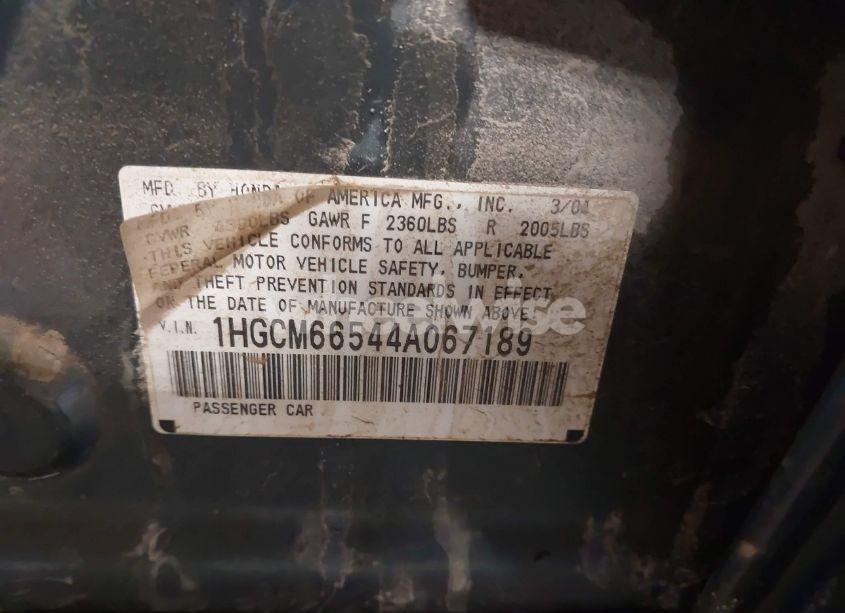 MFD. BY HONDA OF AMERICA MFG., INC. 3/04
GVWR 4380LBS GAWR F 2360LBS R 2005LBS
THIS VEHICLE CONFORMS TO ALL APPLICABLE
FEDERAL MOTOR VEHICLE SAFETY, BUMPER,
AND THEFT PREVENTION STANDARDS IN EFFECT
ON THE DATE OF MANUFACTURE SHOWN ABOVE.
V.I.N. 1HGCM66544A067189
PASSENGER CAR